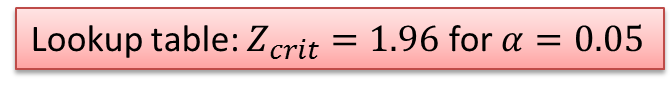 Lookup table: Z_crit = 1.96 for α = 0.05